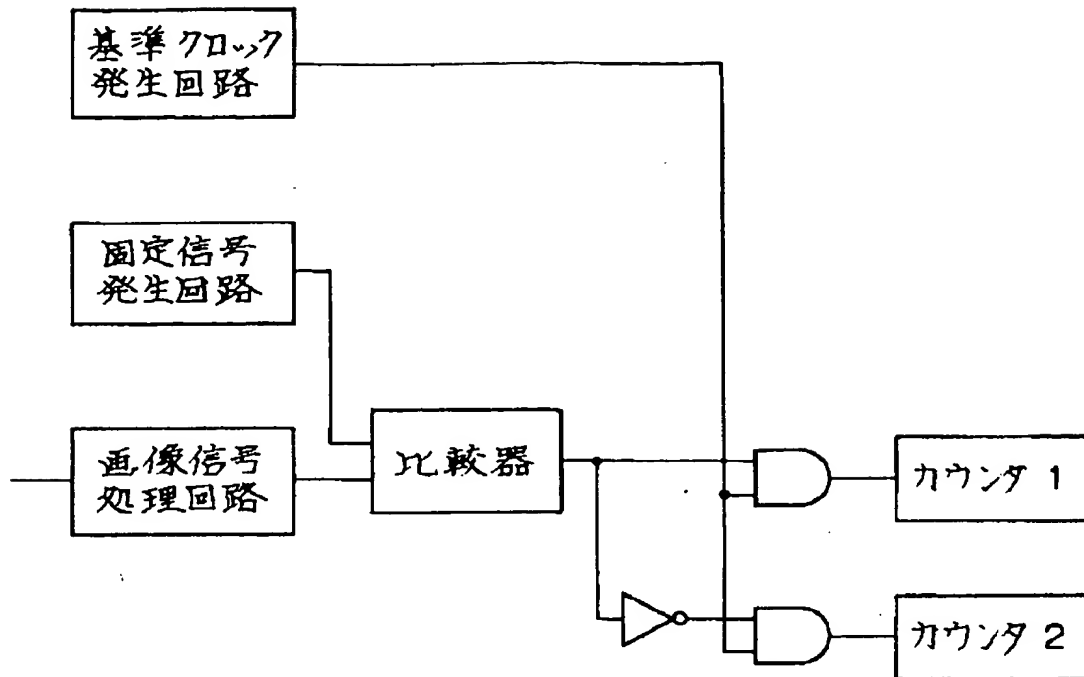 基準クロック
発生回路
固定信号
発生回路
画像信号
処理回路
比較器
カウンタ 1
カウンタ 2